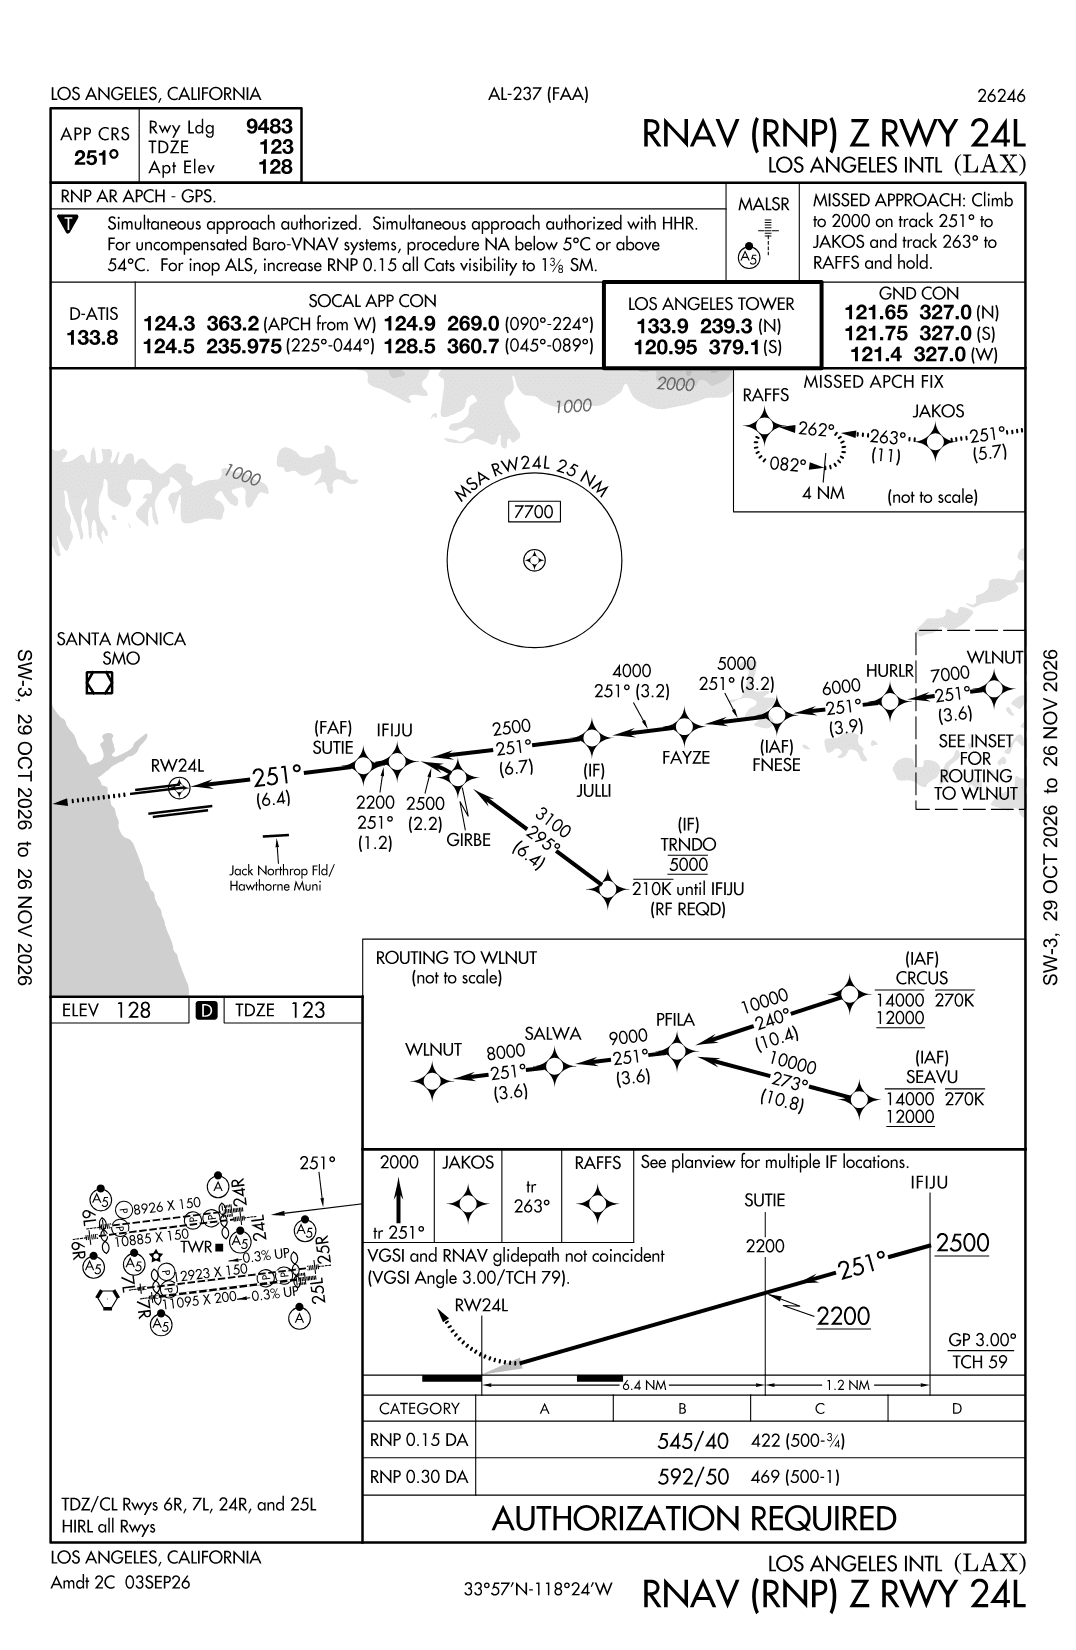 LOS ANGELES, CALIFORNIA
AL-237 (FAA)
26246
APP CRS
251°
Rwy Ldg 9483
TDZE 123
Apt Elev 128
RNAV (RNP) Z RWY 24L
LOS ANGELES INTL (LAX)
RNP AR APCH - GPS.
T
Simultaneous approach authorized. Simultaneous approach authorized with HHR.
For uncompensated Baro-VNAV systems, procedure NA below 5°C or above
54°C. For inop ALS, increase RNP 0.15 all Cats visibility to 1 3/8 SM.
MALSR
A5
MISSED APPROACH: Climb
to 2000 on track 251° to
JAKOS and track 263° to
RAFFS and hold.
D-ATIS
133.8
SOCAL APP CON
124.3 363.2 (APCH from W) 124.9 269.0 (090°-224°)
124.5 235.975 (225°-044°) 128.5 360.7 (045°-089°)
LOS ANGELES TOWER
133.9 239.3 (N)
120.95 379.1 (S)
GND CON
121.65 327.0 (N)
121.75 327.0 (S)
121.4 327.0 (W)
2000
1000
1000
MISSED APCH FIX
RAFFS
JAKOS
262°
263°
(11)
251°
(5.7)
082°
4 NM
(not to scale)
MSA RW24L 25 NM
7700
SANTA MONICA
SMO
WLNUT
HURLR
7000
251°
(3.6)
6000
251°
(3.9)
5000
251° (3.2)
4000
251° (3.2)
(IAF)
FNESE
FAYZE
(IF)
JULLI
2500
251°
(6.7)
IFIJU
(FAF)
SUTIE
RW24L
251°
(6.4)
2200
251°
(1.2)
2500
(2.2)
GIRBE
3100
295°
(6.4)
(IF)
TRNDO
5000
210K until IFIJU
(RF REQD)
SEE INSET
FOR
ROUTING
TO WLNUT
Jack Northrop Fld/
Hawthorne Muni
SW-3, 29 OCT 2026 to 26 NOV 2026
SW-3, 29 OCT 2026 to 26 NOV 2026
ROUTING TO WLNUT
(not to scale)
WLNUT
8000
251°
(3.6)
SALWA
9000
251°
(3.6)
PFILA
10000
240°
(10.4)
(IAF)
CRCUS
14000 270K
12000
10000
273°
(10.8)
(IAF)
SEAVU
14000 270K
12000
ELEV 128
D
TDZE 123
251°
A5
A
8926 X 150
24R
6L
P
10885 X 150
24L
6R
A5
A5
A5
A5
TWR
0.3% UP
25R
7L
12923 X 150
11095 X 200
0.3% UP
25L
7R
A5
A
TDZ/CL Rwys 6R, 7L, 24R, and 25L
HIRL all Rwys
2000
tr 251°
JAKOS
tr
263°
RAFFS
See planview for multiple IF locations.
VGSI and RNAV glidepath not coincident
(VGSI Angle 3.00/TCH 79).
RW24L
SUTIE
2200
IFIJU
2500
251°
2200
GP 3.00°
TCH 59
6.4 NM
1.2 NM
CATEGORY A B C D
RNP 0.15 DA 545/40 422 (500-¾)
RNP 0.30 DA 592/50 469 (500-1)
AUTHORIZATION REQUIRED
LOS ANGELES, CALIFORNIA
Amdt 2C 03SEP26
33°57'N-118°24'W
LOS ANGELES INTL (LAX)
RNAV (RNP) Z RWY 24L